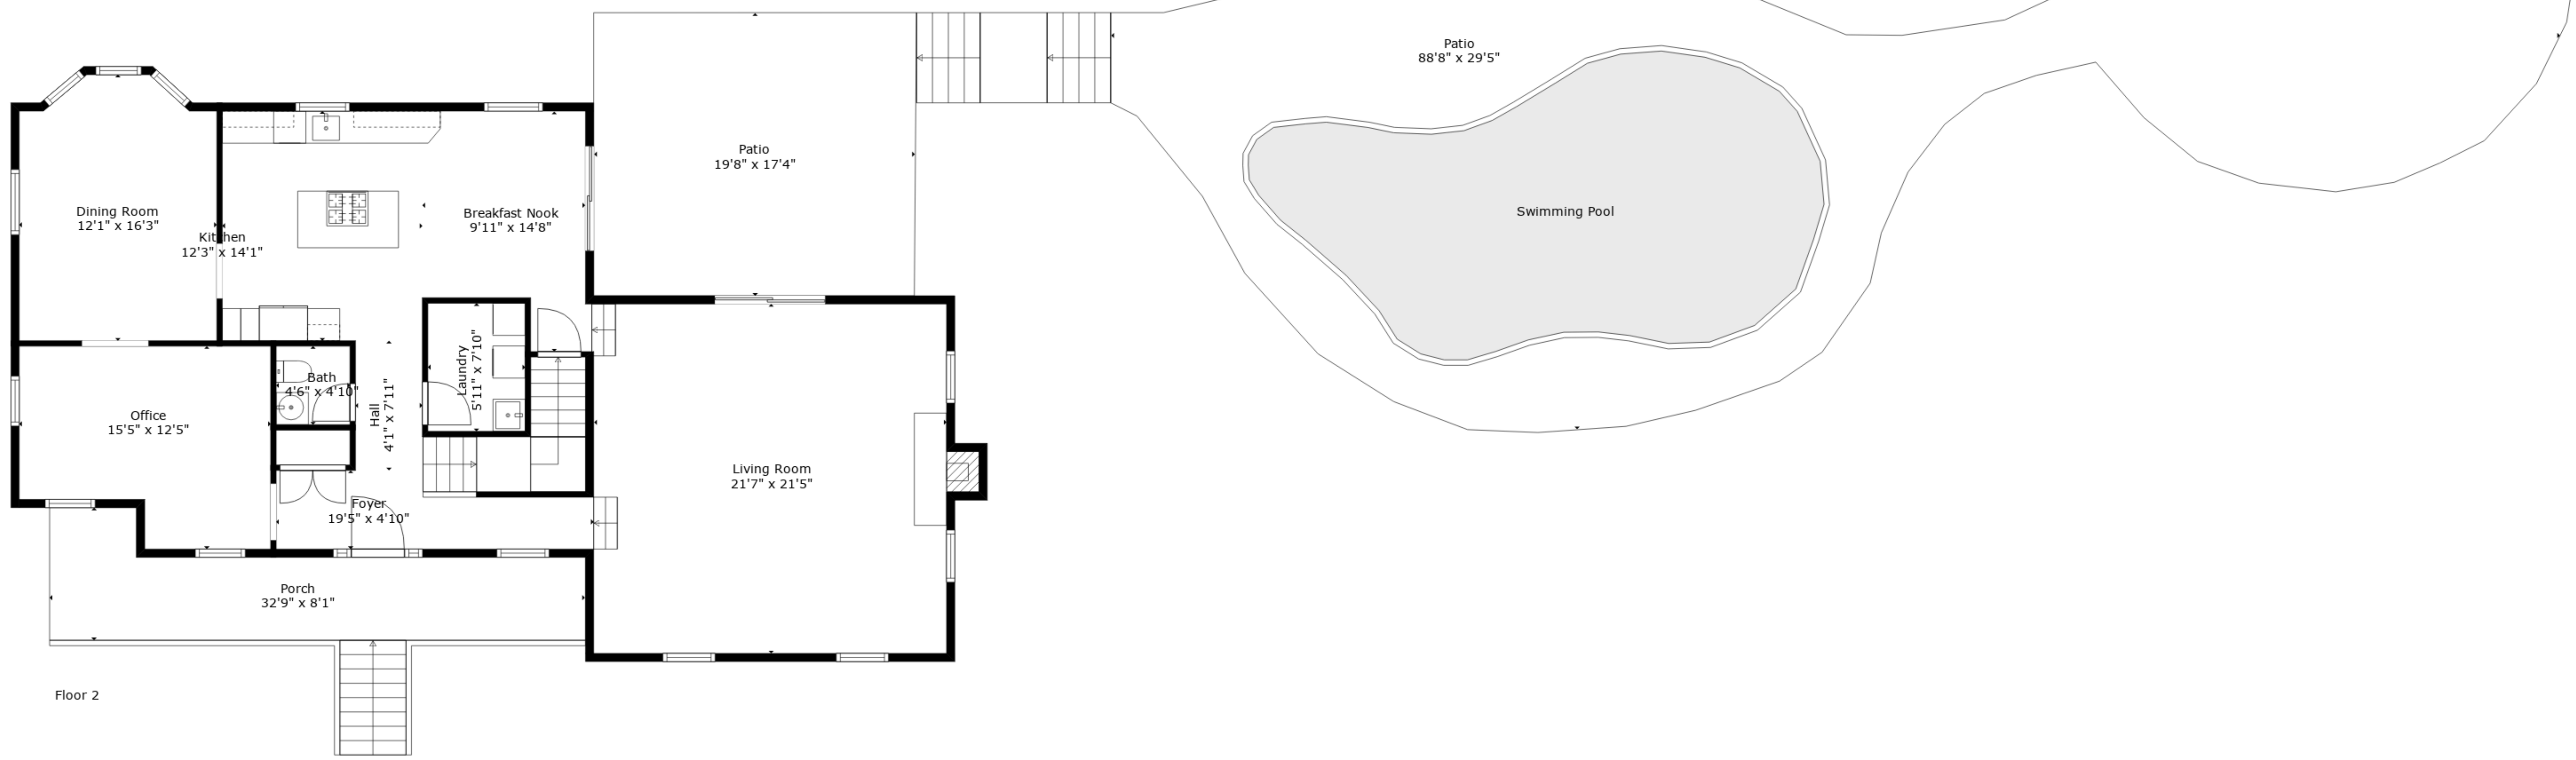 Patio
88'8" x 29'5"
Patio
19'8" x 17'4"
Dining Room
12'1" x 16'3"
Breakfast Nook
9'11" x 14'8"
Swimming Pool
Kitchen
12'3" x 14'1"
Laundry
5'11" x 7'10"
Bath
4'6" x 4'10"
Hall
4'1" x 7'11"
Office
15'5" x 12'5"
Living Room
21'7" x 21'5"
Foyer
19'5" x 4'10"
Porch
32'9" x 8'1"
Floor 2